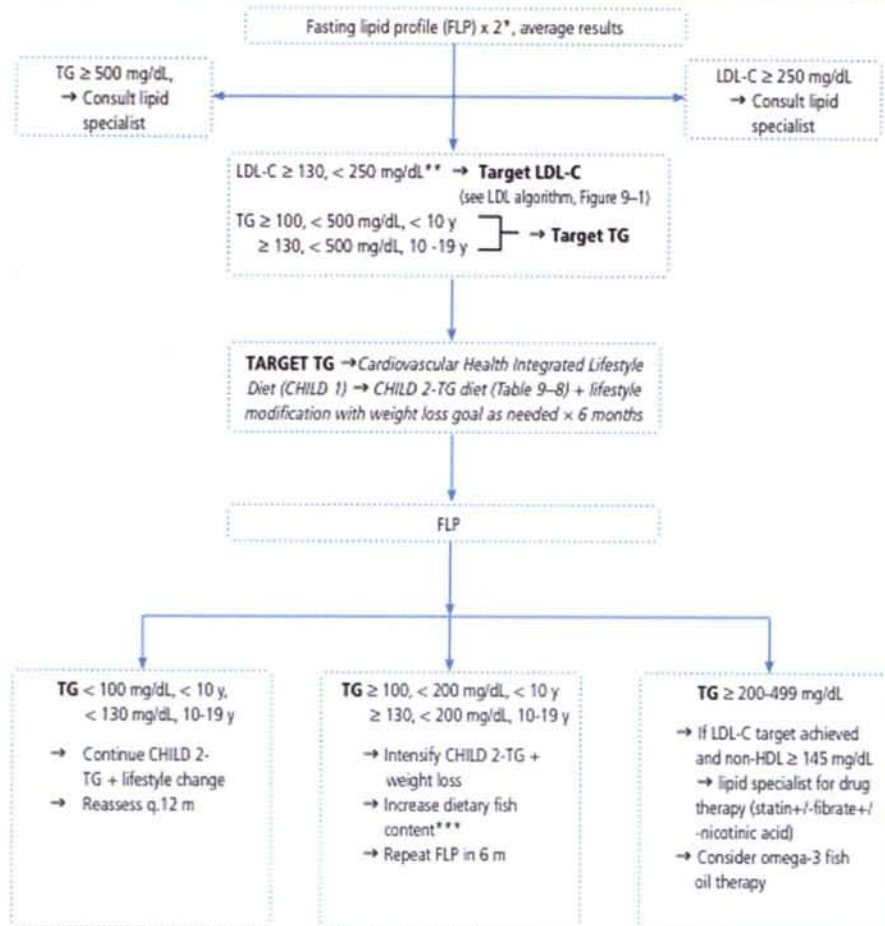 Fasting lipid profile (FLP) x 2*, average results
TG ≥ 500 mg/dL,
→ Consult lipid
specialist
LDL-C ≥ 250 mg/dL
→ Consult lipid
specialist
LDL-C ≥ 130, < 250 mg/dL** → Target LDL-C
(see LDL algorithm, Figure 9–1)
TG ≥ 100, < 500 mg/dL, < 10 y
≥ 130, < 500 mg/dL, 10 -19 y
→ Target TG
TARGET TG → Cardiovascular Health Integrated Lifestyle
Diet (CHILD 1) → CHILD 2-TG diet (Table 9–8) + lifestyle
modification with weight loss goal as needed × 6 months
FLP
TG < 100 mg/dL, < 10 y,
< 130 mg/dL, 10-19 y
→ Continue CHILD 2-
TG + lifestyle change
→ Reassess q.12 m
TG ≥ 100, < 200 mg/dL, < 10 y
≥ 130, < 200 mg/dL, 10-19 y
→ Intensify CHILD 2-TG +
weight loss
→ Increase dietary fish
content***
→ Repeat FLP in 6 m
TG ≥ 200-499 mg/dL
→ If LDL-C target achieved
and non-HDL ≥ 145 mg/dL
→ lipid specialist for drug
therapy (statin+/-fibrate+/
-nicotinic acid)
→ Consider omega-3 fish
oil therapy